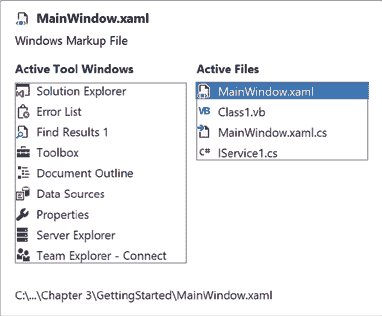 MainWindow.xaml
Windows Markup File
Active Tool Windows
Solution Explorer
Error List
Find Results 1
Toolbox
Document Outline
Data Sources
Properties
Server Explorer
Team Explorer - Connect
Active Files
MainWindow.xaml
VB Class1.vb
MainWindow.xaml.cs
C# IService1.cs
C:\...\Chapter 3\GettingStarted\MainWindow.xaml